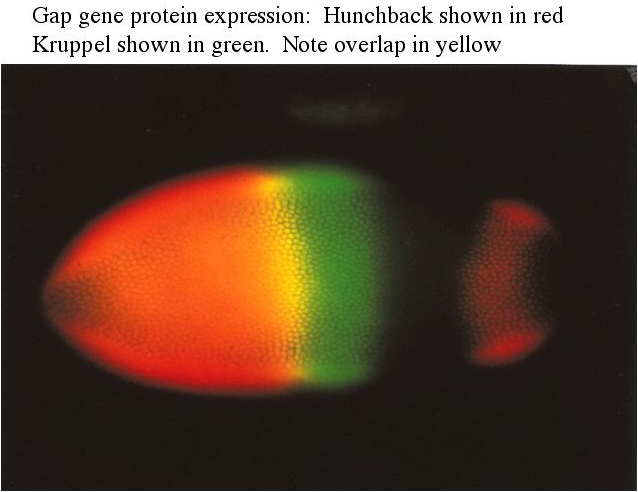 Gap gene protein expression:  Hunchback shown in red
Kruppel shown in green.  Note overlap in yellow